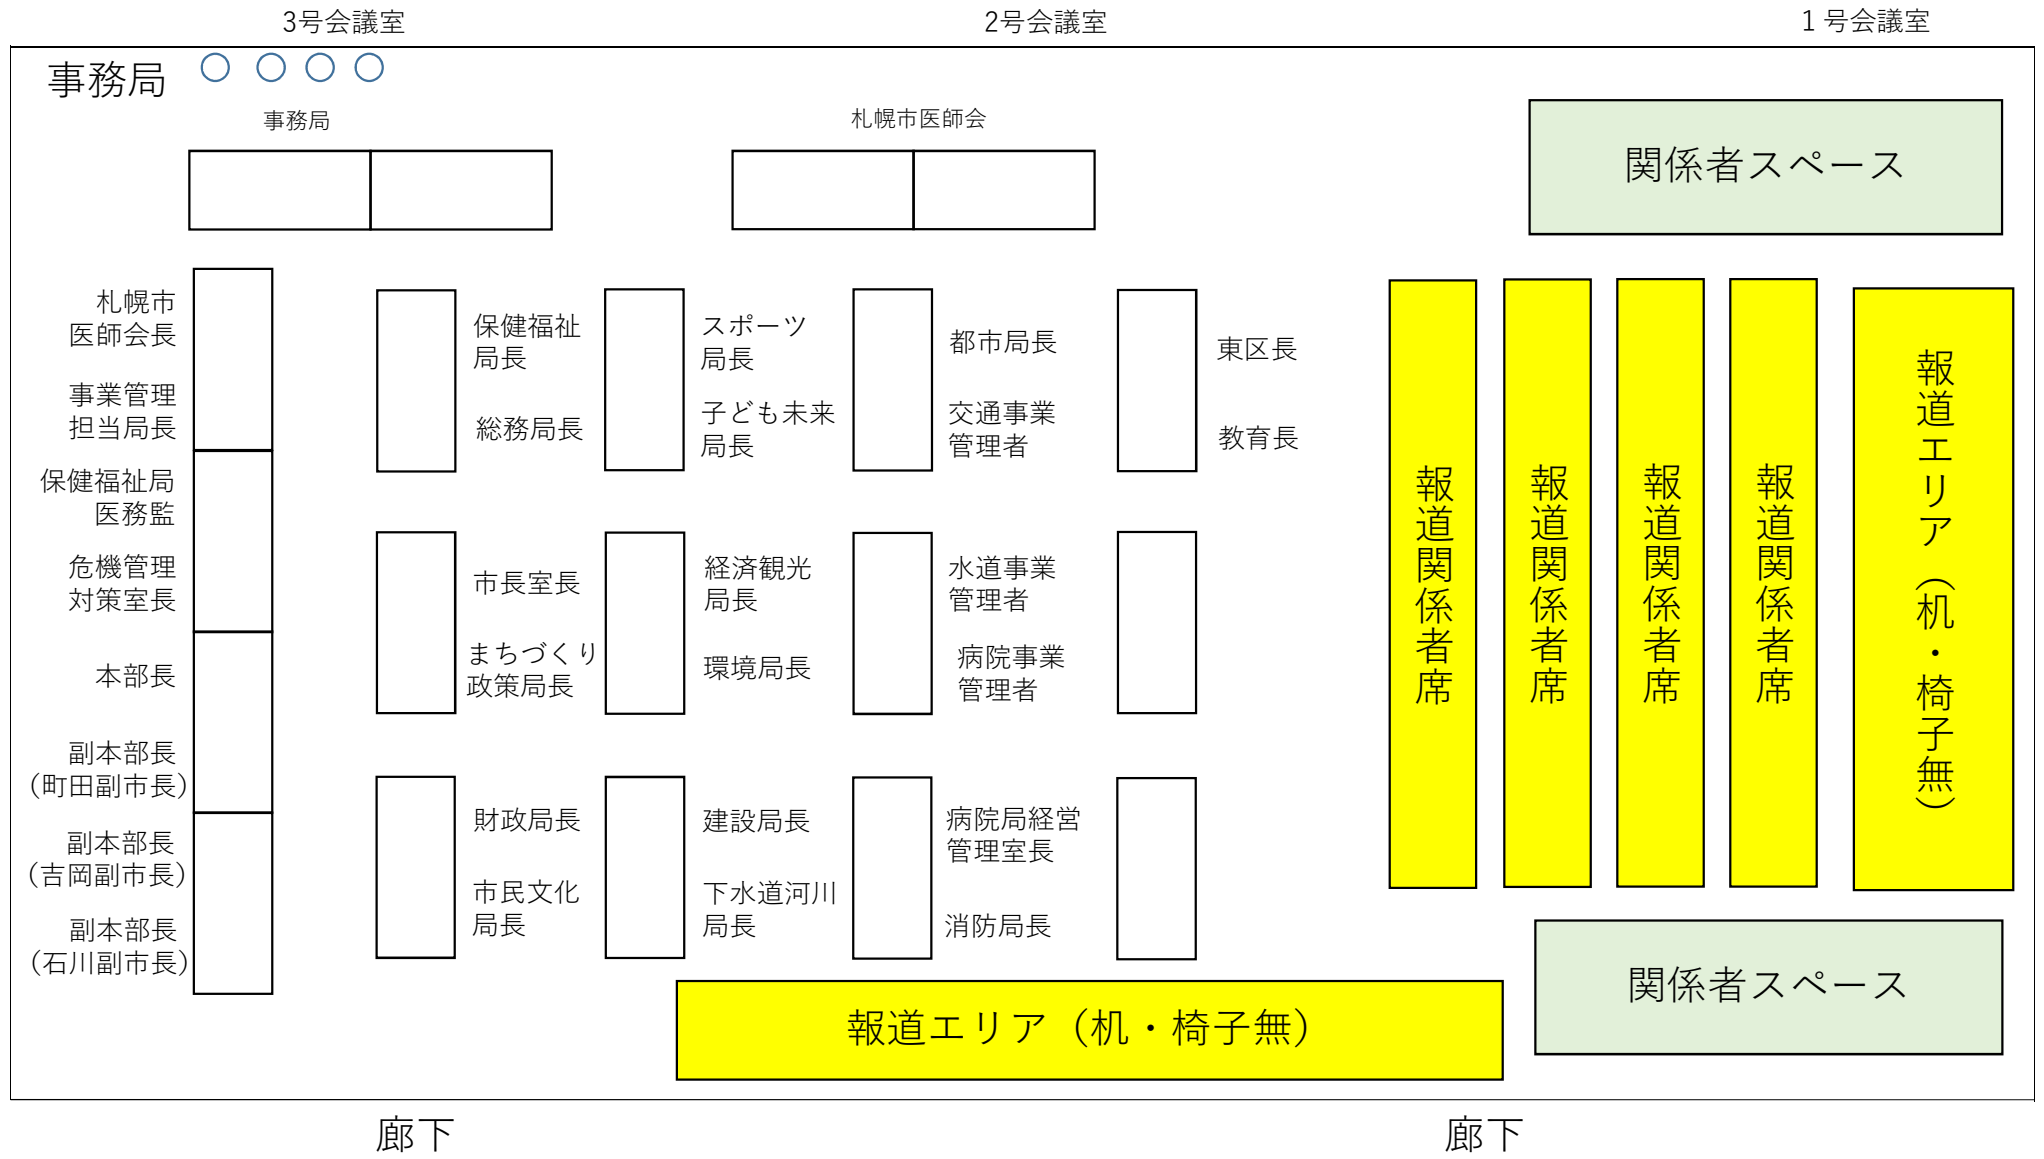 3号会議室
2号会議室
１号会議室
事務局
事務局
札幌市医師会
関係者スペース
札幌市
医師会長
事業管理
担当局長
保健福祉局
医務監
危機管理
対策室長
本部長
副本部長
（町田副市長）
副本部長
（吉岡副市長）
副本部長
（石川副市長）
保健福祉
局長
総務局長
市長室長
まちづくり
政策局長
財政局長
市民文化
局長
スポーツ
局長
子ども未来
局長
経済観光
局長
環境局長
建設局長
下水道河川
局長
都市局長
交通事業
管理者
水道事業
管理者
病院事業
管理者
病院局経営
管理室長
消防局長
東区長
教育長
報道関係者席
報道関係者席
報道関係者席
報道関係者席
報道エリア（机・椅子無）
関係者スペース
報道エリア（机・椅子無）
廊下
廊下